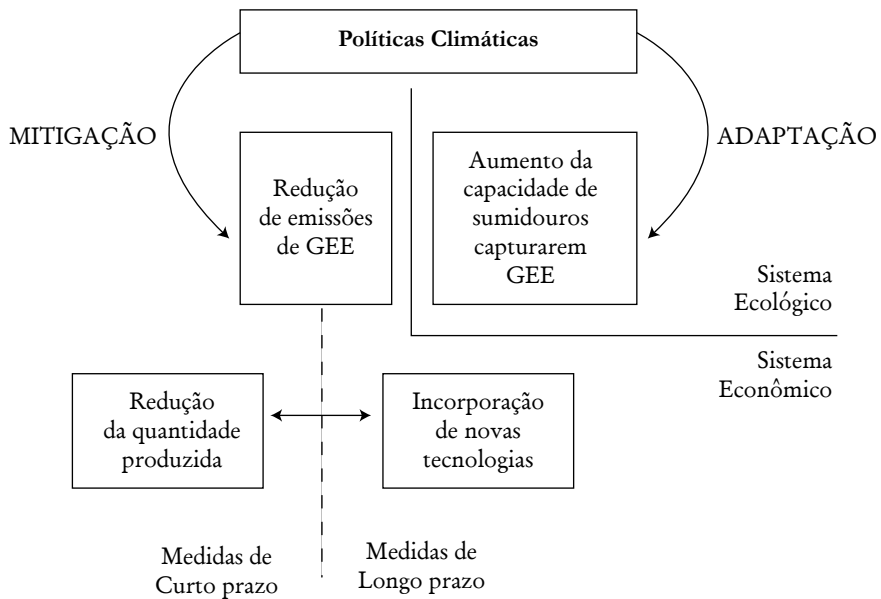 Políticas Climáticas
MITIGAÇÃO
ADAPTAÇÃO
Redução
de emissões
de GEE
Aumento da
capacidade de
sumidouros
capturarem
GEE
Sistema
Ecológico
Sistema
Econômico
Redução
da quantidade
produzida
Incorporação
de novas
tecnologias
Medidas de
Curto prazo
Medidas de
Longo prazo